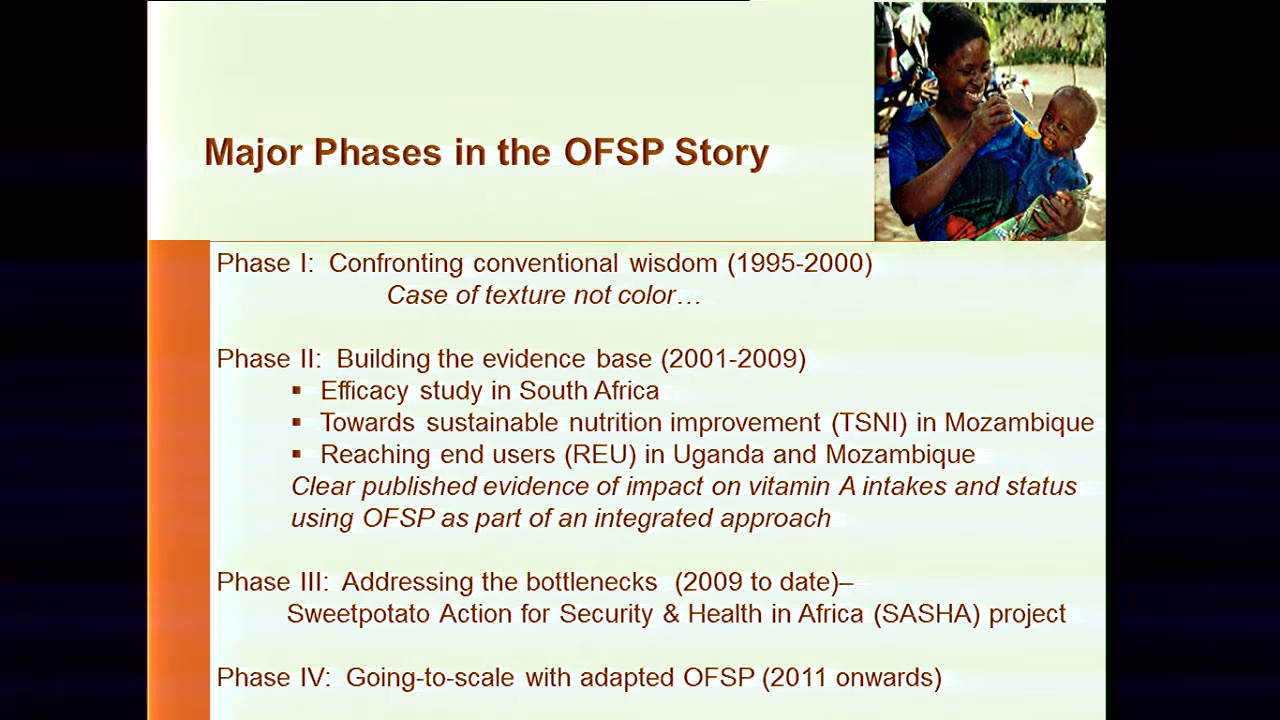 Major Phases in the OFSP Story
Phase I: Confronting conventional wisdom (1995-2000)
Case of texture not color…
Phase II: Building the evidence base (2001-2009)
▪ Efficacy study in South Africa
▪ Towards sustainable nutrition improvement (TSNI) in Mozambique
▪ Reaching end users (REU) in Uganda and Mozambique
Clear published evidence of impact on vitamin A intakes and status
using OFSP as part of an integrated approach
Phase III: Addressing the bottlenecks (2009 to date)–
Sweetpotato Action for Security & Health in Africa (SASHA) project
Phase IV: Going-to-scale with adapted OFSP (2011 onwards)